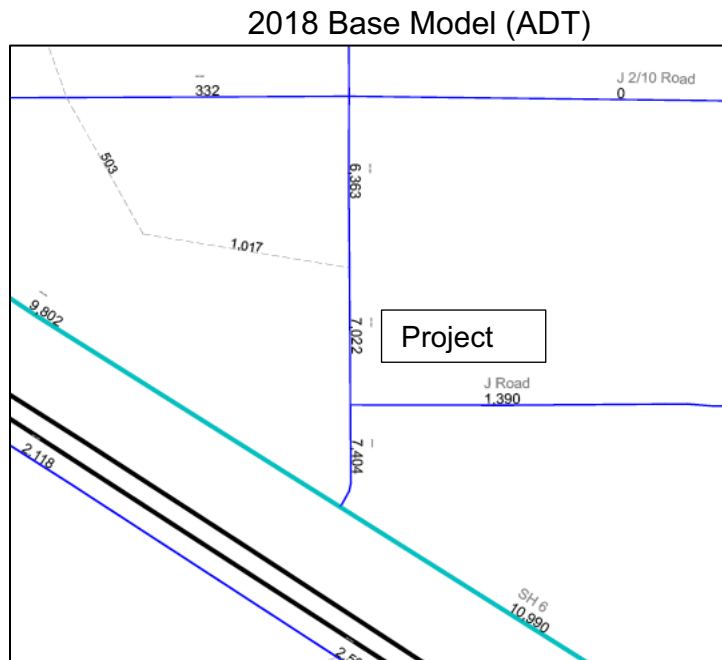 2018 Base Model (ADT)
J 2/10 Road
332
0
503
6,363
1,017
9,802
7,022
Project
J Road
1,390
7,404
2,118
SH 6
10,990